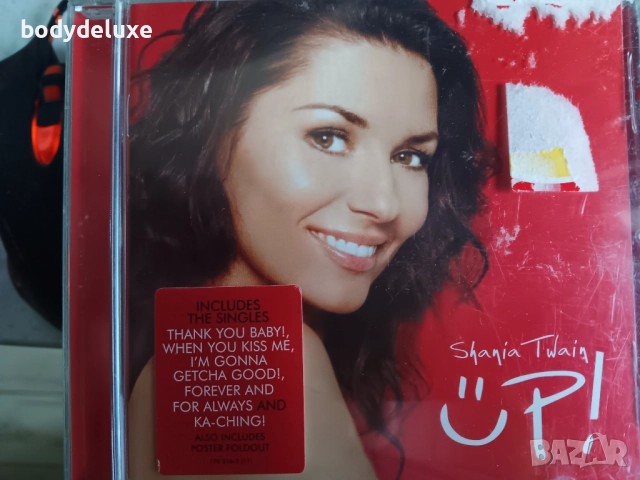 bodydeluxe
Shania Twain
ÜP!
INCLUDES
THE SINGLES
THANK YOU BABY!,
WHEN YOU KISS ME,
I'M GONNA
GETCHA GOOD!,
FOREVER AND
FOR ALWAYS AND
KA-CHING!
ALSO INCLUDES
POSTER FOLDOUT
BAZAR